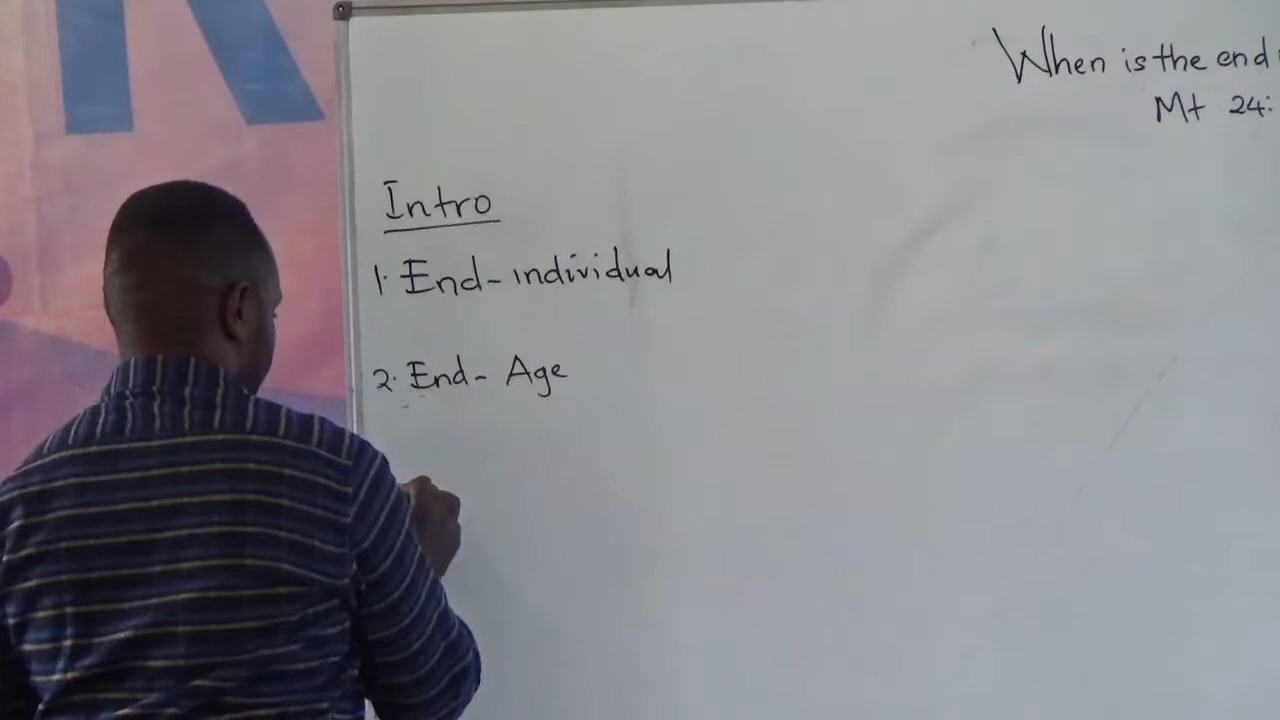 When is the end
Mt 24:
Intro
1. End-individual
2. End- Age